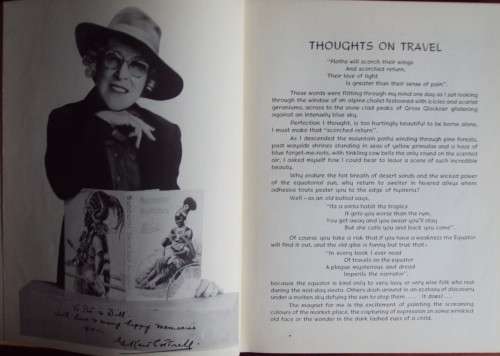 To Pat & Bill
with love & many happy memories
THOUGHTS ON TRAVEL
"Moths will scorch their wings
And scorched return,
Their love of light
Is greater than their sense of pain".
These words were flitting through my mind one day as I sat looking
through the window of an alpine chalet festooned with icicles and scarlet
geraniums, across to the snow clad peaks of Gross Glockner glistening
against an intensely blue sky.
Perfection I thought, is too hurtingly beautiful to be borne alone,
I must make that "scorched return".
As I descended the mountain paths winding through pine forests,
past wayside shrines standing in seas of yellow primulas and a haze of
blue forget-me-nots, with tinkling cow bells the only sound on the scented
air, I asked myself how I could bear to leave a scene of such incredible
beauty.
Why endure the hot breath of desert sands and the wicked power
of the equatorial sun, why return to swelter in fevered alleys where
adhesive touts pester you to the edge of hysteria?
Well - as an old ballad says,
"Its a pinto habit the tropics
It gets you worse than the rum,
You get away and you swear you'll stay
But she calls you and back you come".
Of course you take a risk that if you have a weakness the Equator
will find it out, and the old gibe is funny but true that:-
"In every book I ever read
Of travels on the equator
A plague mysterious and dread
Imperils the narrator".
because the equator is kind only to very lazy, or very wise folk who rest
during the mid-day siesta. Others dash around in an ecstasy of discovery
under a molten sky defying the sun to stop them . . . . It does! . . .
The magnet for me is the excitement of painting the screaming
colours of the market place, the capturing of expression on some wrinkled
old face or the wonder in the dark lashed eyes of a child.